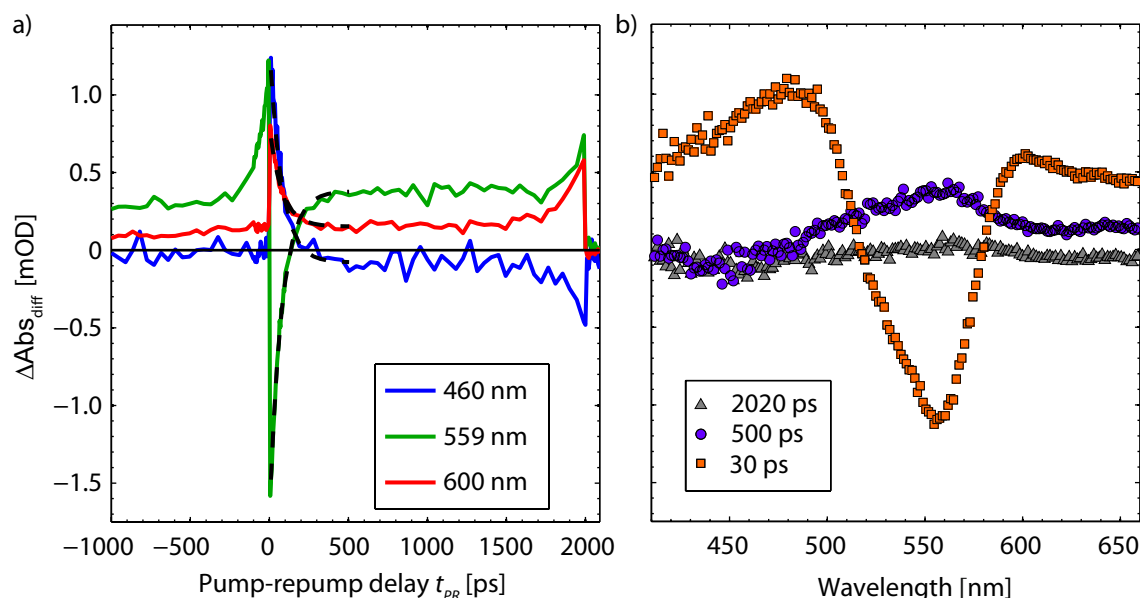 a)
1.0
0.5
0
−0.5
−1.0
−1.5
ΔAbs_diff [mOD]
460 nm
559 nm
600 nm
−1000 −500 0 500 1000 1500 2000
Pump-repump delay t_PR [ps]
b)
2020 ps
500 ps
30 ps
450 500 550 600 650
Wavelength [nm]